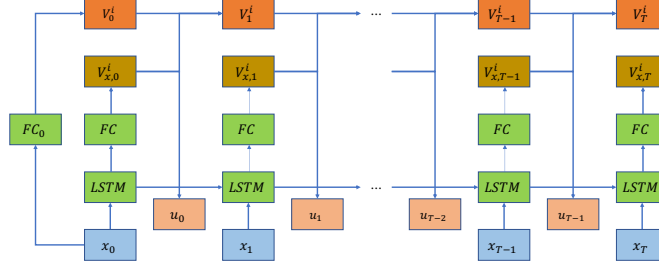 V_0^i V_1^i ... V_{T-1}^i V_T^i
V_{x,0}^i V_{x,1}^i V_{x,T-1}^i V_{x,T}^i
FC_0 FC FC FC FC
LSTM LSTM ... LSTM LSTM
u_0 u_1 u_{T-2} u_{T-1}
x_0 x_1 x_{T-1} x_T